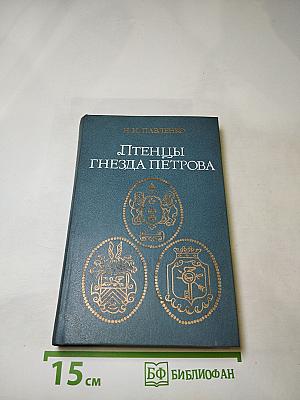 Н. И. ПАВЛЕНКО
ПТЕНЦЫ
ГНЕЗДА ПЕТРОВА
15 см
БФ БИБЛИОФАН